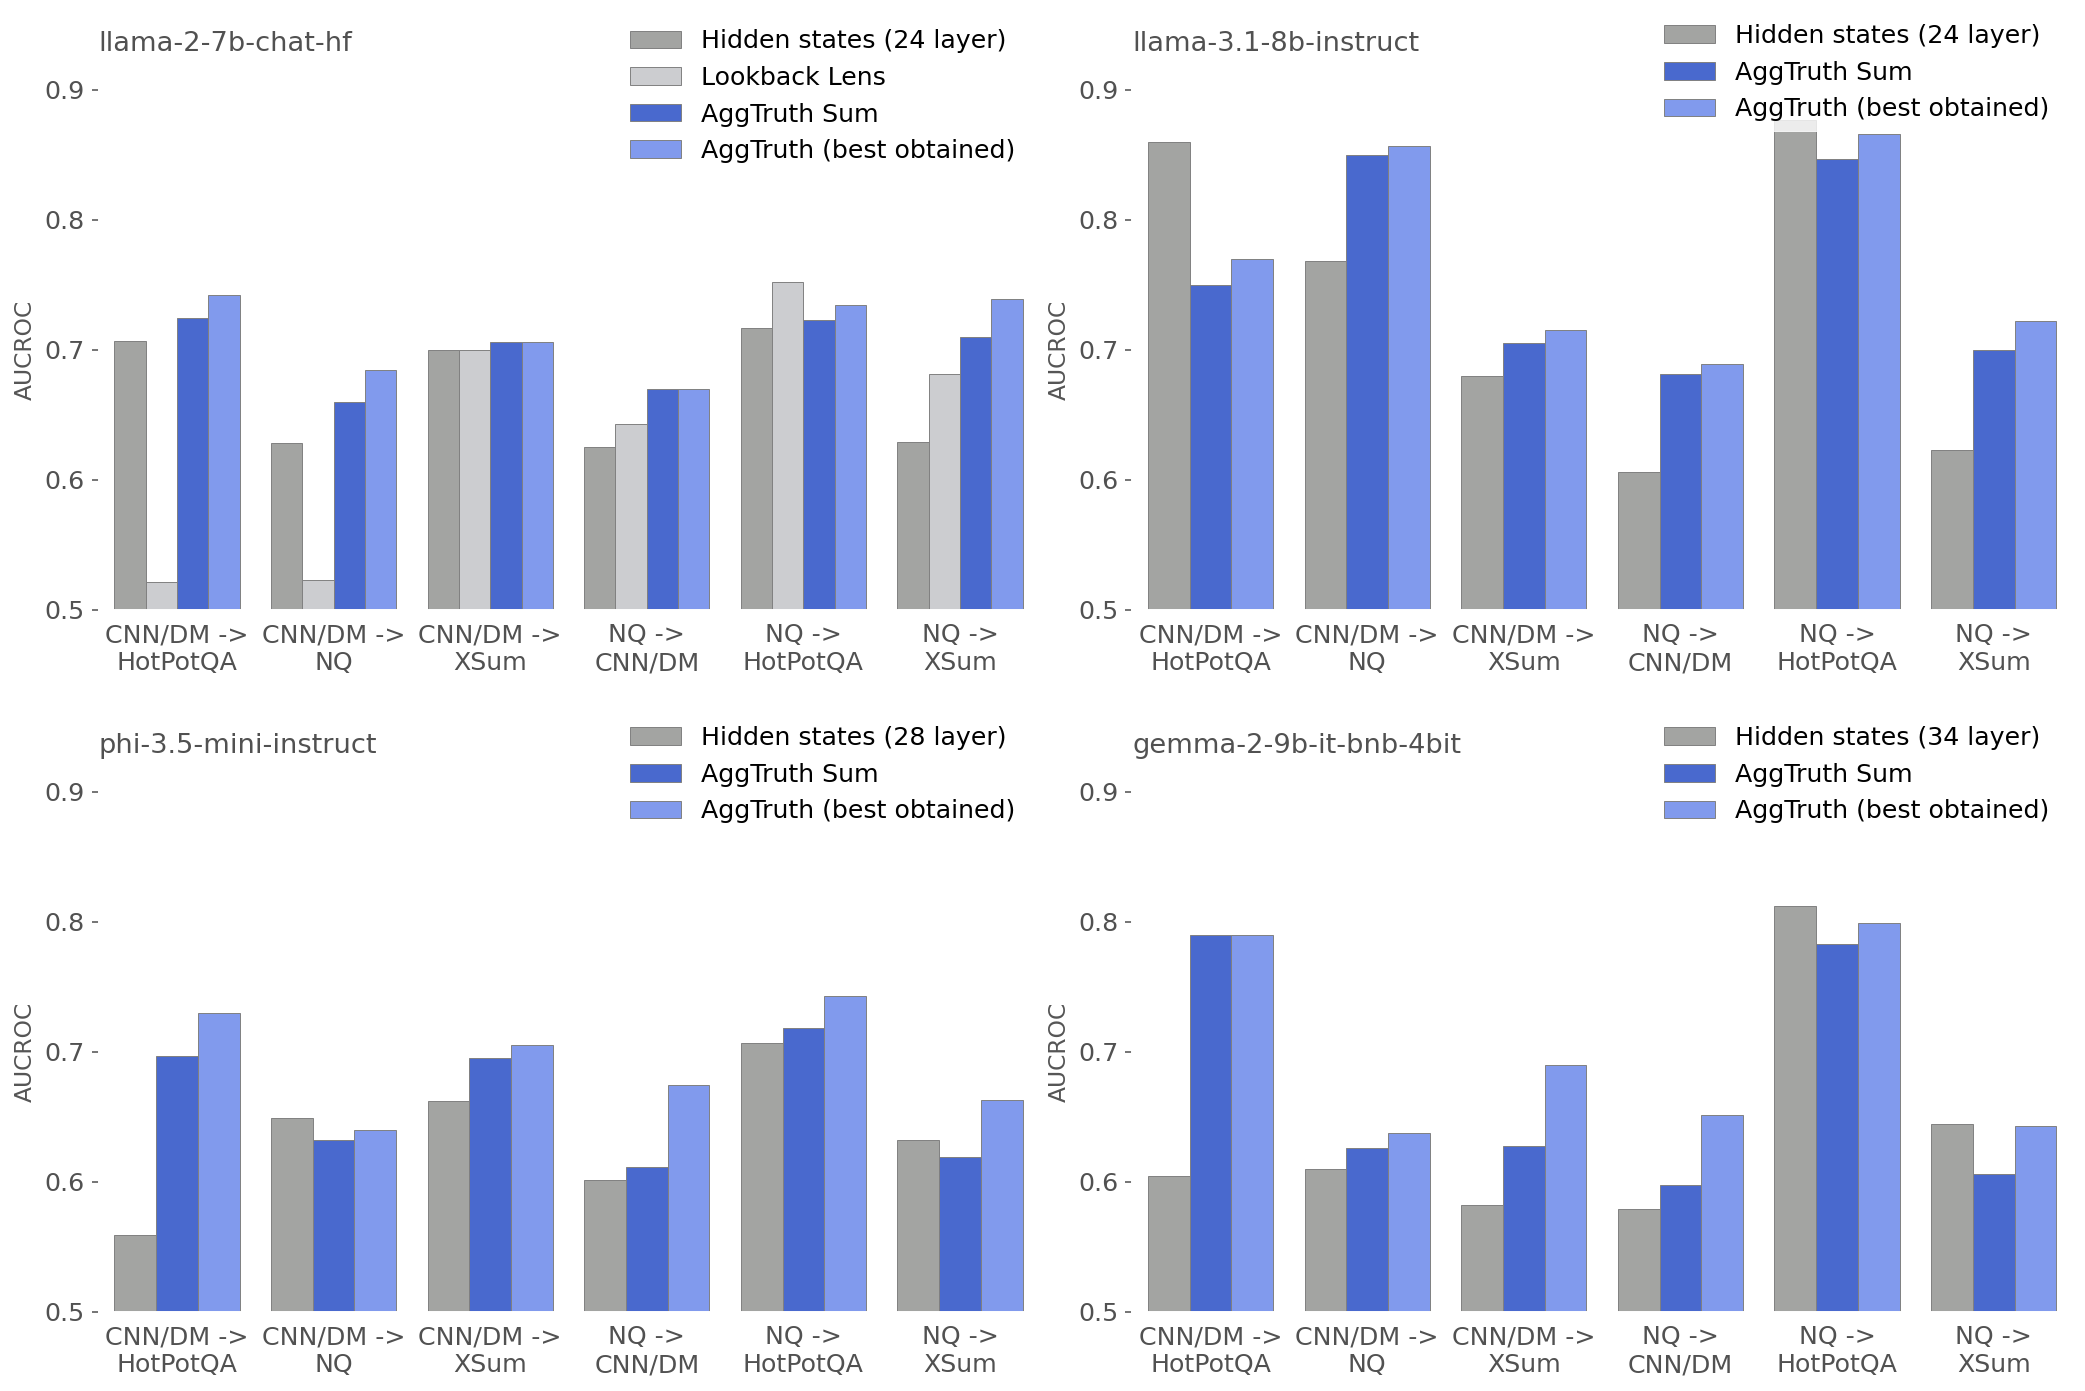 llama-2-7b-chat-hf
Hidden states (24 layer)
Lookback Lens
AggTruth Sum
AggTruth (best obtained)
0.9
0.8
0.7
0.6
0.5
AUCROC
CNN/DM -> HotPotQA
CNN/DM -> NQ
CNN/DM -> XSum
NQ -> CNN/DM
NQ -> HotPotQA
NQ -> XSum
llama-3.1-8b-instruct
Hidden states (24 layer)
AggTruth Sum
AggTruth (best obtained)
0.9
0.8
0.7
0.6
0.5
AUCROC
CNN/DM -> HotPotQA
CNN/DM -> NQ
CNN/DM -> XSum
NQ -> CNN/DM
NQ -> HotPotQA
NQ -> XSum
phi-3.5-mini-instruct
Hidden states (28 layer)
AggTruth Sum
AggTruth (best obtained)
0.9
0.8
0.7
0.6
0.5
AUCROC
CNN/DM -> HotPotQA
CNN/DM -> NQ
CNN/DM -> XSum
NQ -> CNN/DM
NQ -> HotPotQA
NQ -> XSum
gemma-2-9b-it-bnb-4bit
Hidden states (34 layer)
AggTruth Sum
AggTruth (best obtained)
0.9
0.8
0.7
0.6
0.5
AUCROC
CNN/DM -> HotPotQA
CNN/DM -> NQ
CNN/DM -> XSum
NQ -> CNN/DM
NQ -> HotPotQA
NQ -> XSum